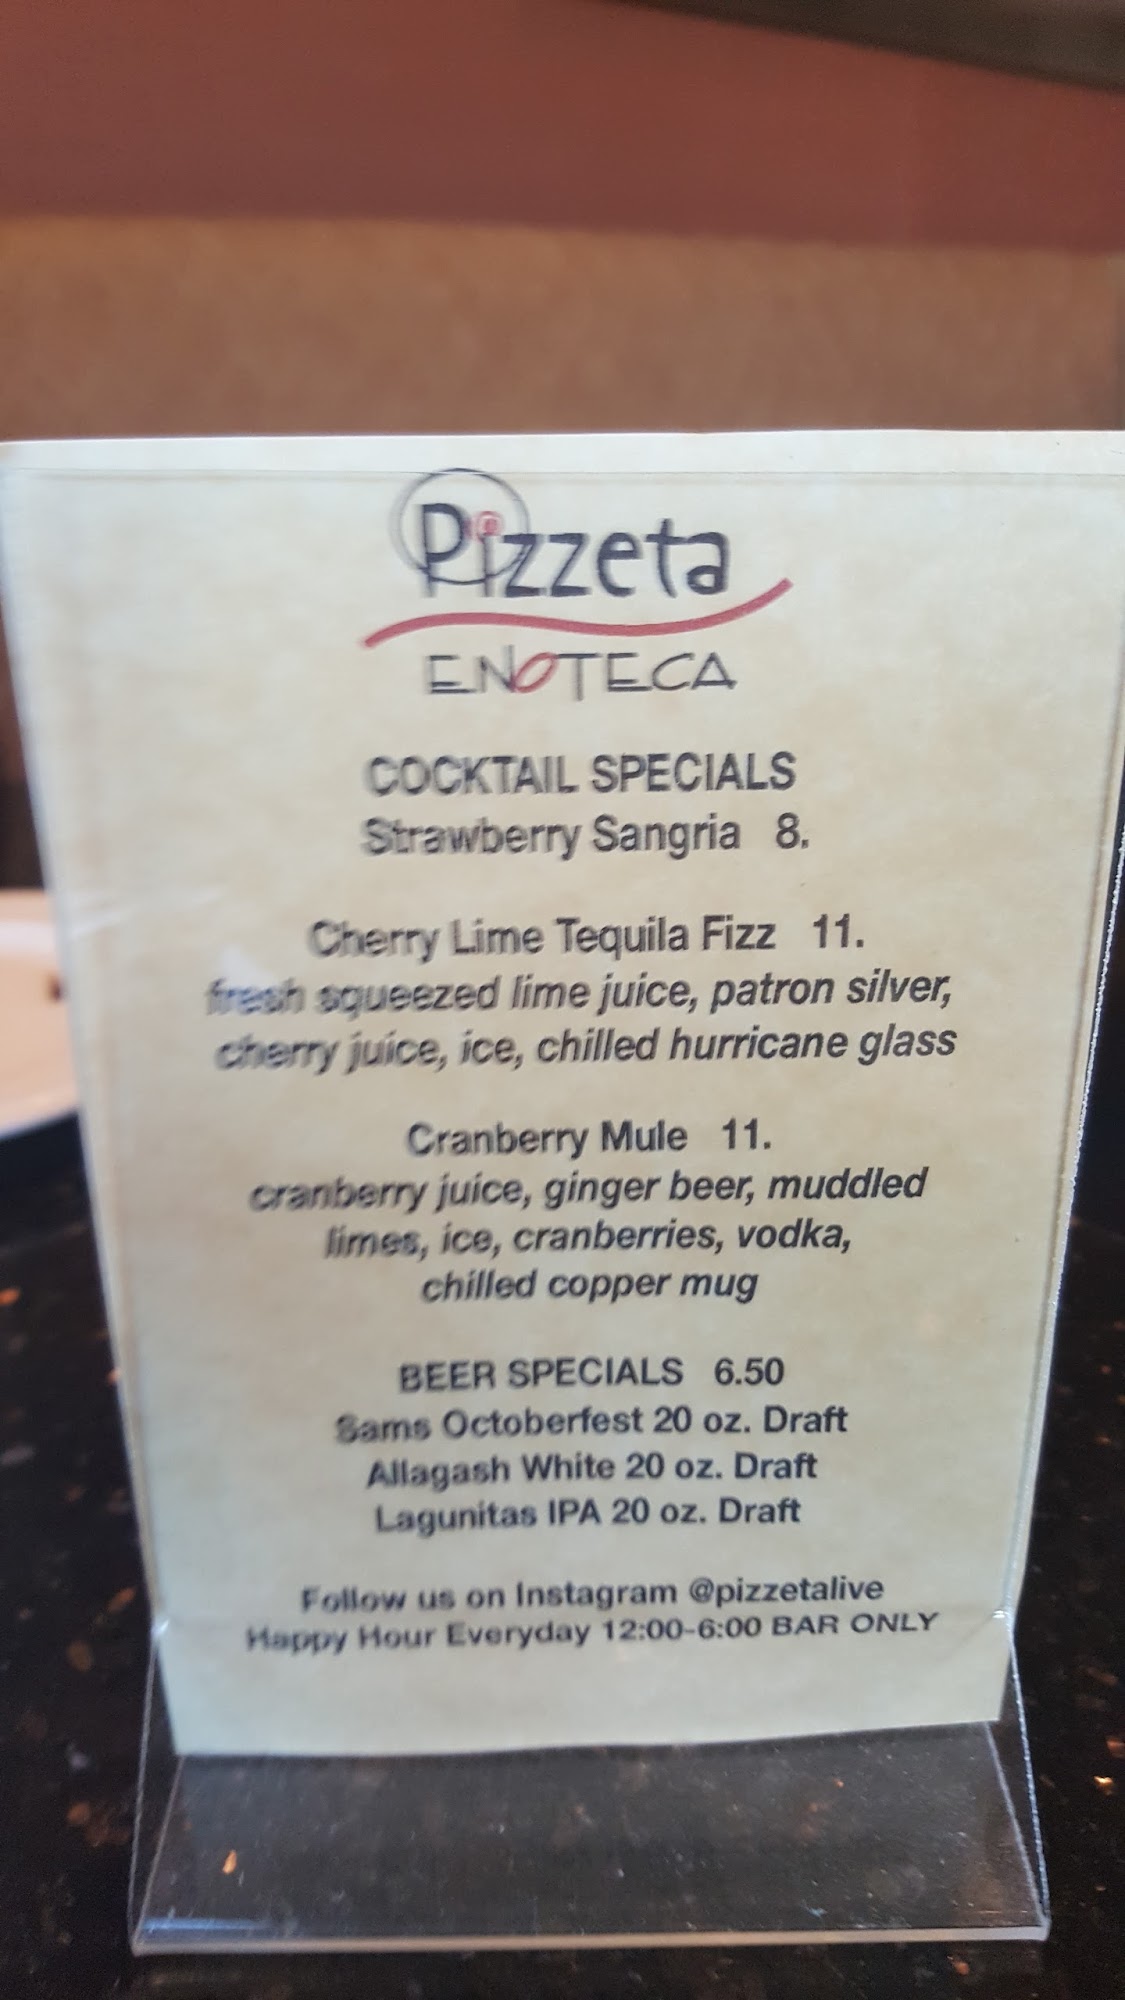 Pizzeta
ENOTECA
COCKTAIL SPECIALS
Strawberry Sangria 8.
Cherry Lime Tequila Fizz 11.
fresh squeezed lime juice, patron silver,
cherry juice, ice, chilled hurricane glass
Cranberry Mule 11.
cranberry juice, ginger beer, muddled
limes, ice, cranberries, vodka,
chilled copper mug
BEER SPECIALS 6.50
Sams Octoberfest 20 oz. Draft
Allagash White 20 oz. Draft
Lagunitas IPA 20 oz. Draft
Follow us on Instagram @pizzetalive
Happy Hour Everyday 12:00-6:00 BAR ONLY